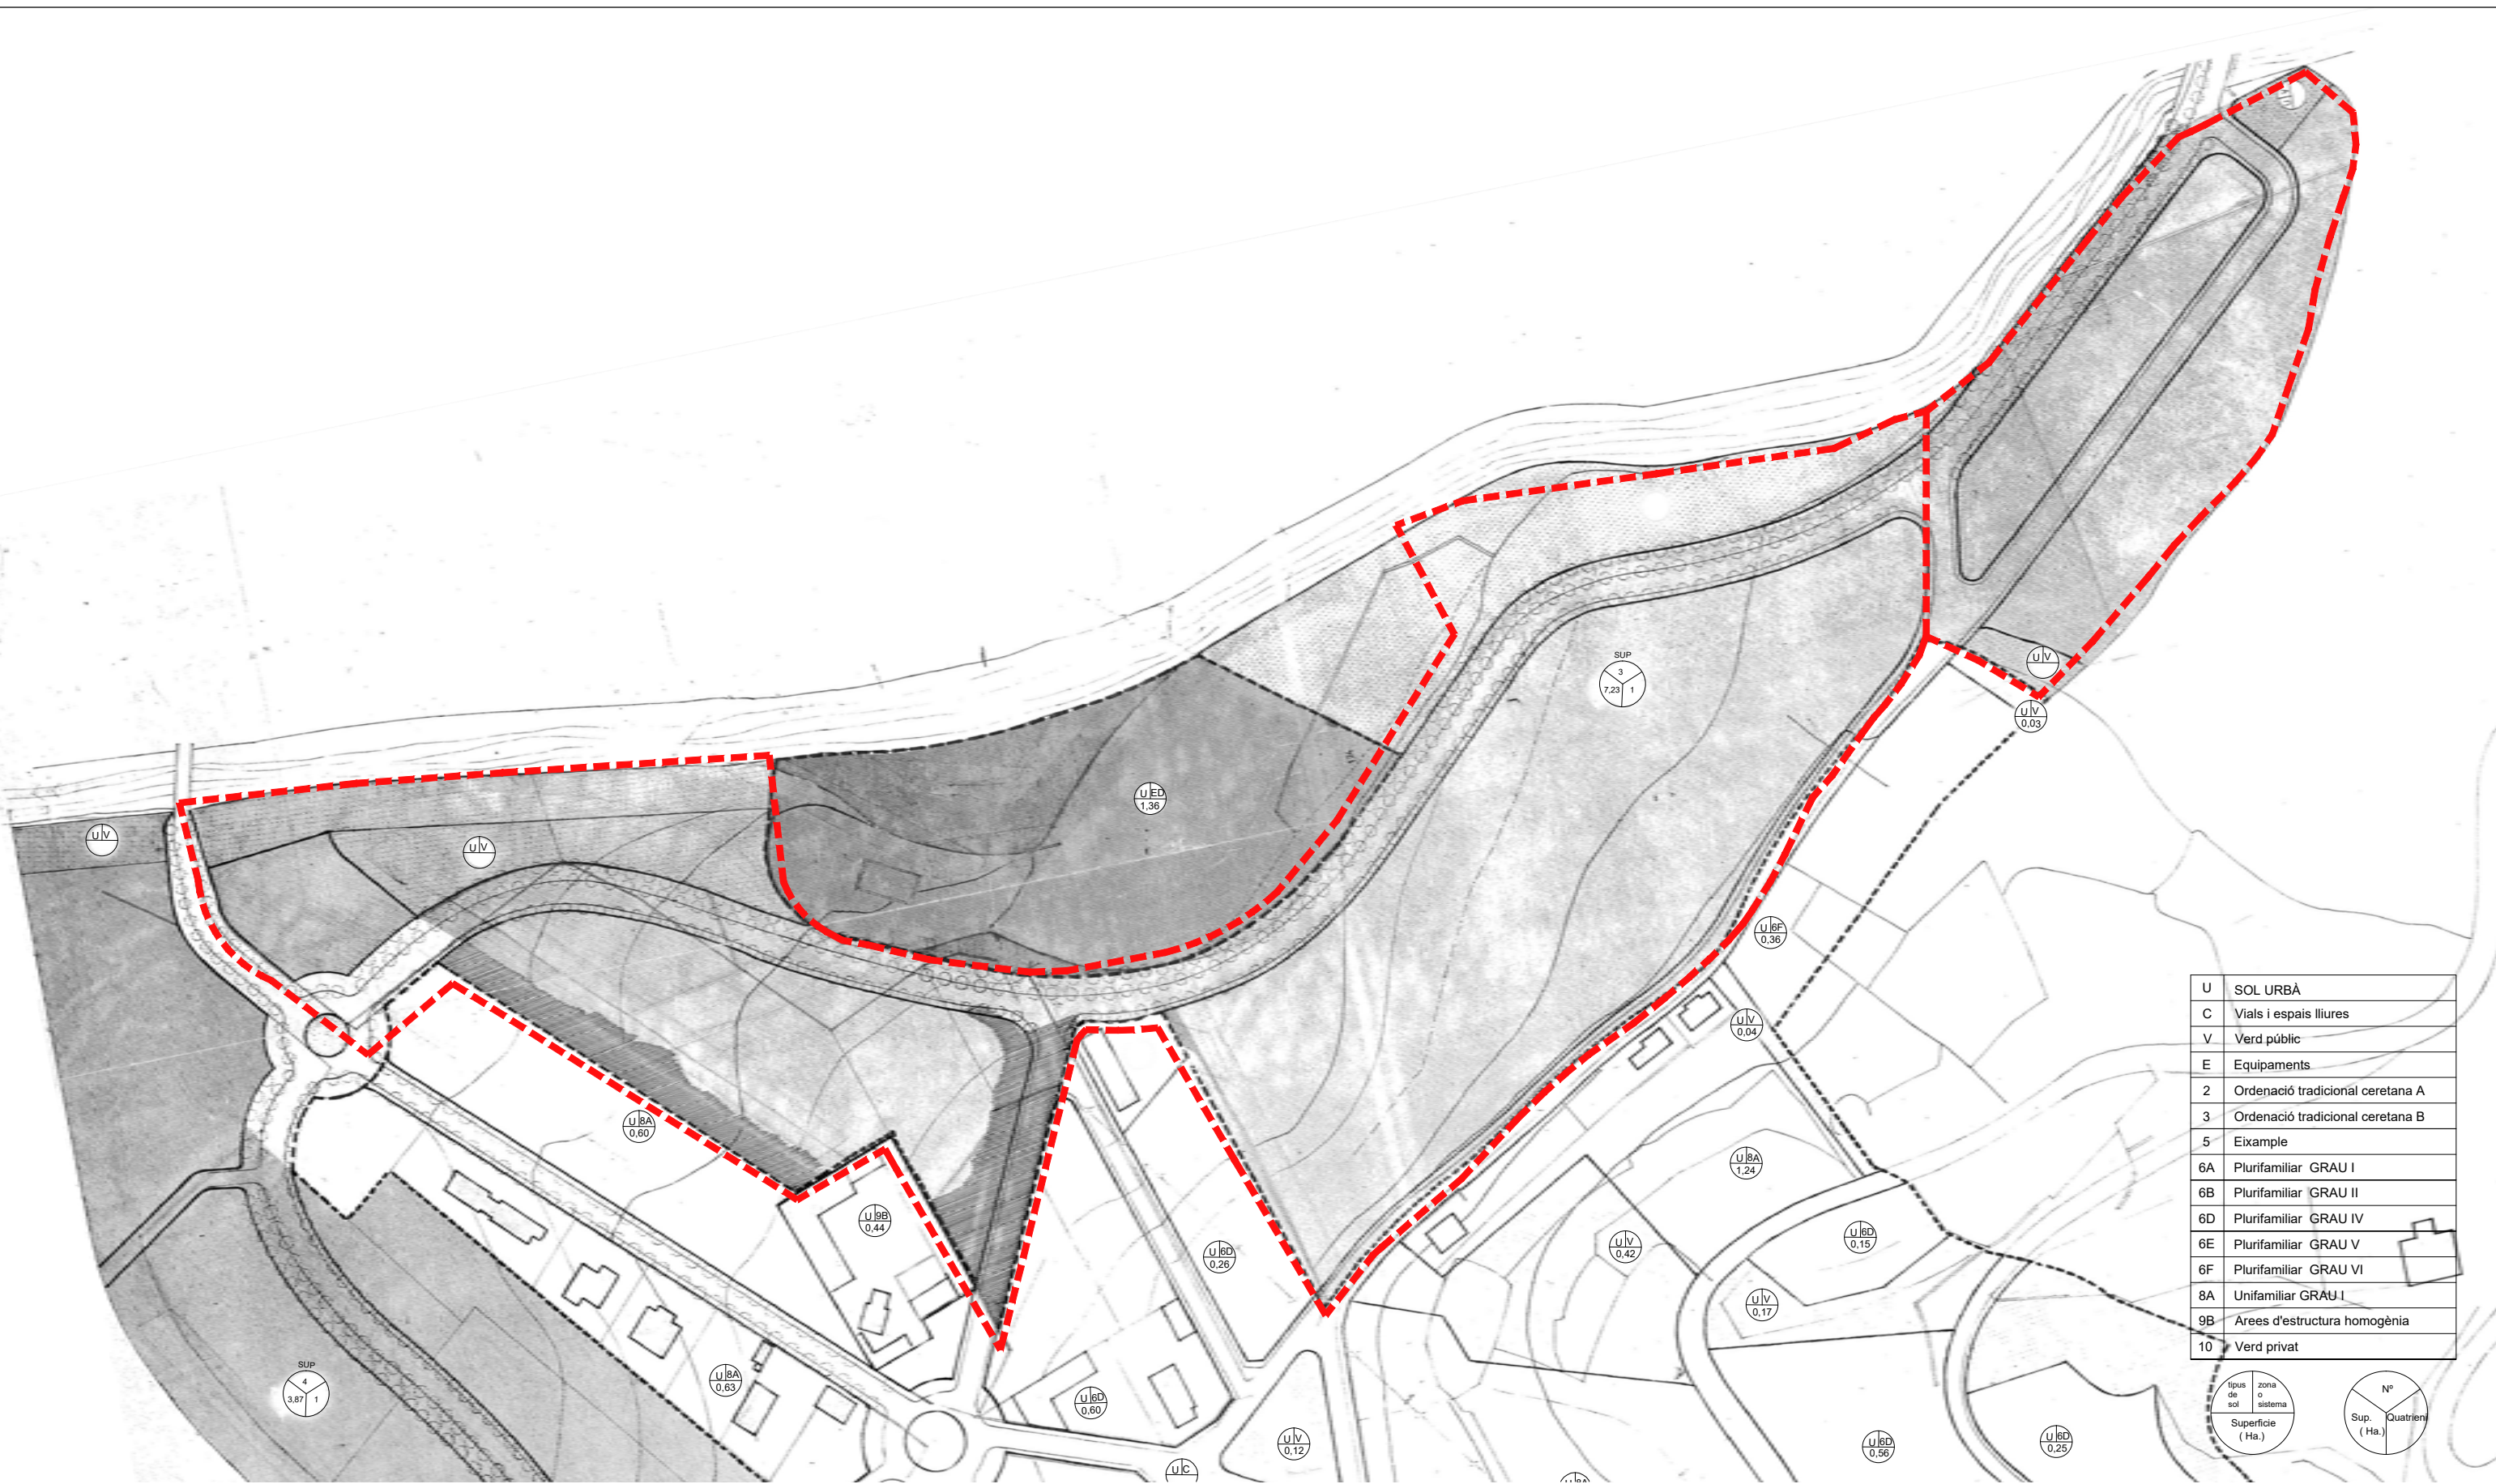 U V
U V
U ED
1,36
SUP
3
7,23 1
U V
U V
0,03
U 6F
0,36
U V
0,04
U 8A
0,60
U 9B
0,44
U 6D
0,26
U 8A
1,24
U V
0,42
U 6D
0,15
U V
0,17
SUP
4
3,87 1
U 8A
0,63
U 6D
0,60
U V
0,12
U C
U 6D
0,56
U 6D
0,25
U SOL URBÀ
C Vials i espais lliures
V Verd públic
E Equipaments
2 Ordenació tradicional ceretana A
3 Ordenació tradicional ceretana B
5 Eixample
6A Plurifamiliar GRAU I
6B Plurifamiliar GRAU II
6D Plurifamiliar GRAU IV
6E Plurifamiliar GRAU V
6F Plurifamiliar GRAU VI
8A Unifamiliar GRAU I
9B Arees d'estructura homogènia
10 Verd privat
tipus de sol
zona o sistema
Superficie
( Ha.)
Nº
Sup.
( Ha.)
Quatrieni